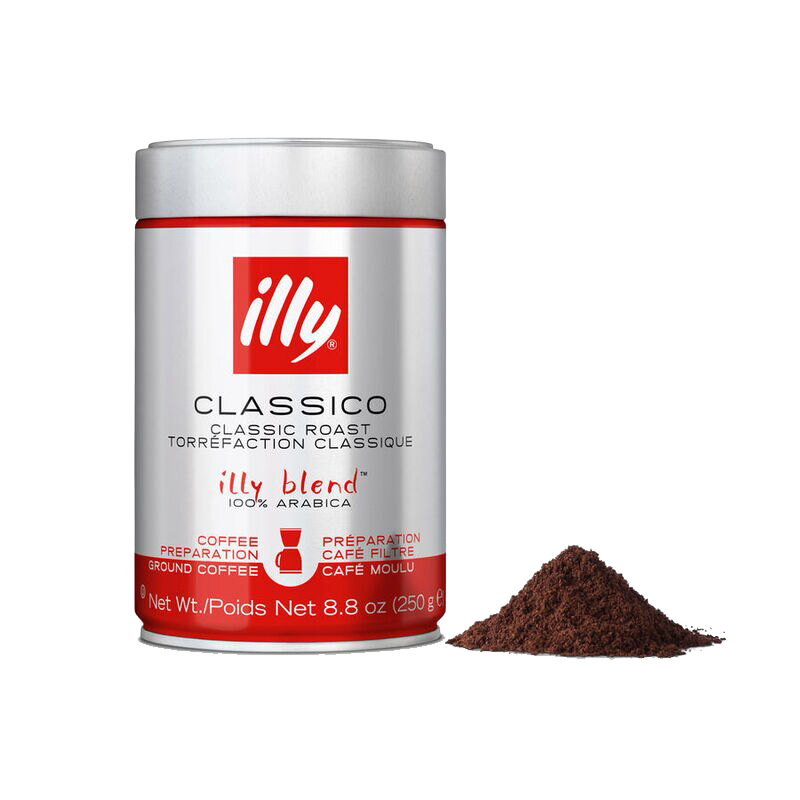 illy®
CLASSICO
CLASSIC ROAST
TORRÉFACTION CLASSIQUE
illy blend™
100% ARABICA
COFFEE
PREPARATION
GROUND COFFEE
PRÉPARATION
CAFÉ FILTRE
CAFÉ MOULU
Net Wt./Poids Net 8.8 oz (250 g ℮)